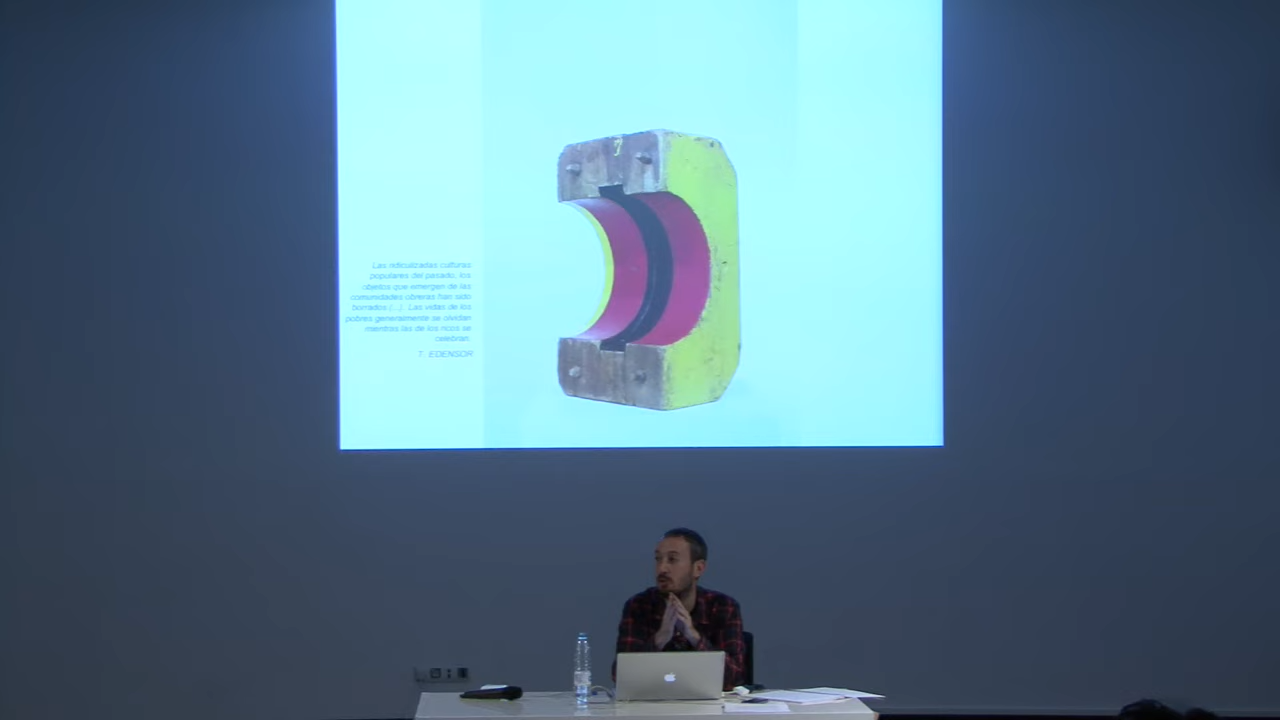 Las ridiculizadas culturas
populares del pasado, los
objetos que emergen de las
comunidades obreras han sido
borrados (...). Las vidas de los
pobres generalmente se olvidan
mientras las de los ricos se
celebran.
T. EDENSOR